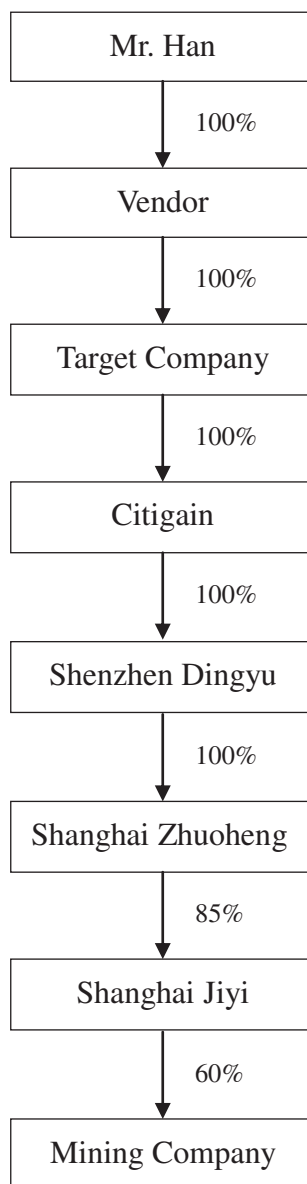 Mr. Han
100%
Vendor
100%
Target Company
100%
Citigain
100%
Shenzhen Dingyu
100%
Shanghai Zhuoheng
85%
Shanghai Jiyi
60%
Mining Company